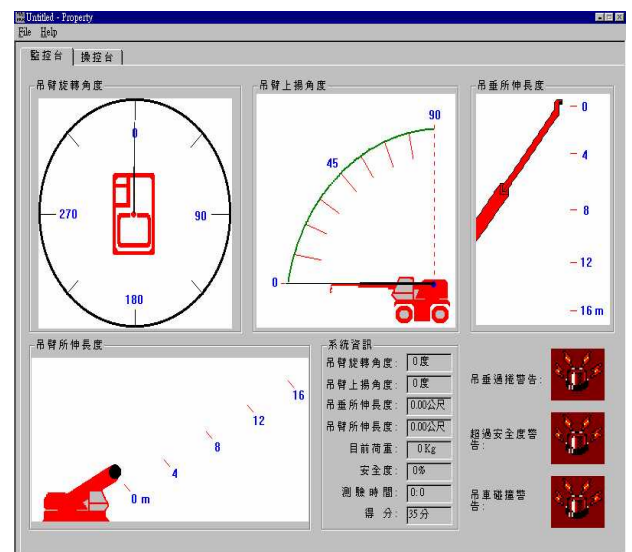 Untitled - Property
File Help
監控台 操控台
吊臂旋轉角度
0
270 90
180
吊臂上揚角度
90
45
0
吊垂所伸長度
0
4
8
12
16 m
吊臂所伸長度
16
12
8
4
0 m
系統資訊
吊臂旋轉角度: 0度
吊臂上揚角度: 0度
吊垂所伸長度: 0.00公尺
吊臂所伸長度: 0.00公尺
目前荷重: 0Kg
安全度: 0%
測驗時間: 0:0
得 分: 35分
吊垂過捲警告:
超過安全度警
告:
吊車碰撞警
告: